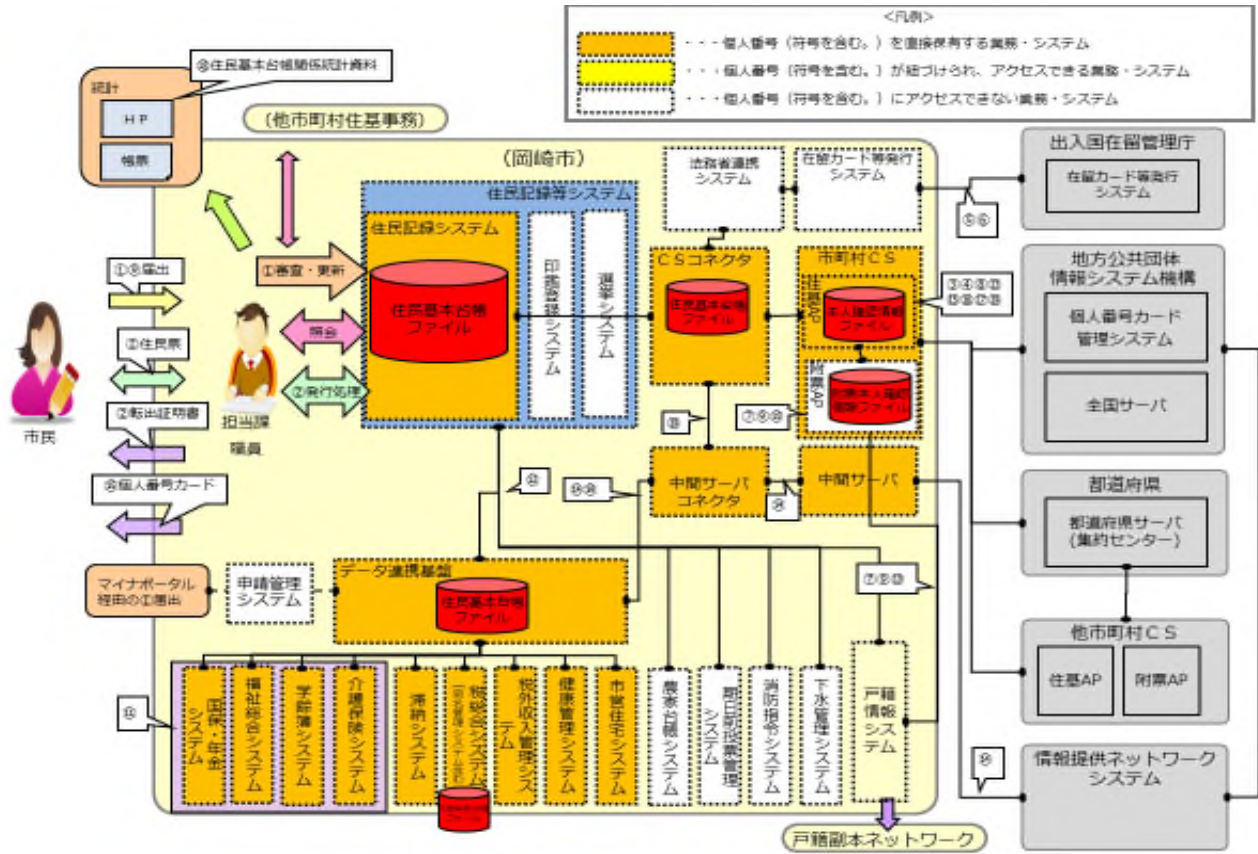 <凡例>
・・・個人番号（符号を含む。）を直接保有する業務・システム
・・・個人番号（符号を含む。）が紐づけられ、アクセスできる業務・システム
・・・個人番号（符号を含む。）にアクセスできない業務・システム
住民基本台帳関係統計資料
統計
ＨＰ
帳票
（他市町村住基事務）
（岡崎市）
住民記録等システム
住民記録システム
住民基本台帳
ファイル
印鑑登録システム
選挙システム
法務省連携
システム
在留カード等発行
システム
ＣＳコネクタ
住民基本台帳
ファイル
市町村ＣＳ
住基AP
本人確認情報
ファイル
附票AP
附票本人確認
情報ファイル
出入国在留管理庁
在留カード等発行
システム
⑤⑥
地方公共団体
情報システム機構
個人番号カード
管理システム
全国サーバ
都道府県
都道府県サーバ
(集約センター)
他市町村ＣＳ
住基AP
附票AP
情報提供ネットワーク
システム
届出
①審査・更新
照会
②発行処理
住民票
②転出証明書
個人番号カード
市民
担当課
職員
中間サーバ
コネクタ
中間サーバ
マイナポータル
経由の①届出
申請管理
システム
データ連携基盤
住民基本台帳
ファイル
国保・年金
システム
福祉総合システム
学齢簿システム
介護保険システム
滞納システム
税総合システム
税外収入管理シス
テム
健康管理システム
市営住宅システム
農家台帳システム
期日前投票管理
システム
消防指令システム
下水管理システム
戸籍
情報シ
ステム
戸籍副本ネットワーク